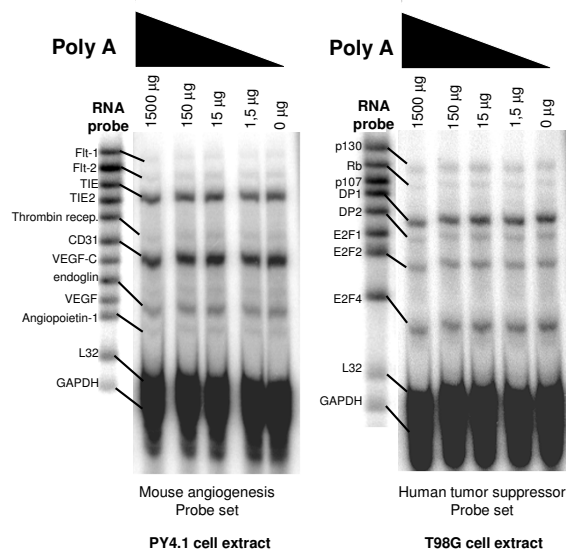 Poly A
1500 µg
150 µg
15 µg
1,5 µg
0 µg
RNA
probe
Flt-1
Flt-2
TIE
TIE2
Thrombin recep.
CD31
VEGF-C
endoglin
VEGF
Angiopoietin-1
L32
GAPDH
Mouse angiogenesis
Probe set
PY4.1 cell extract
Poly A
1500 µg
150 µg
15 µg
1,5 µg
0 µg
RNA
probe
p130
Rb
p107
DP1
DP2
E2F1
E2F2
E2F4
L32
GAPDH
Human tumor suppressor
Probe set
T98G cell extract